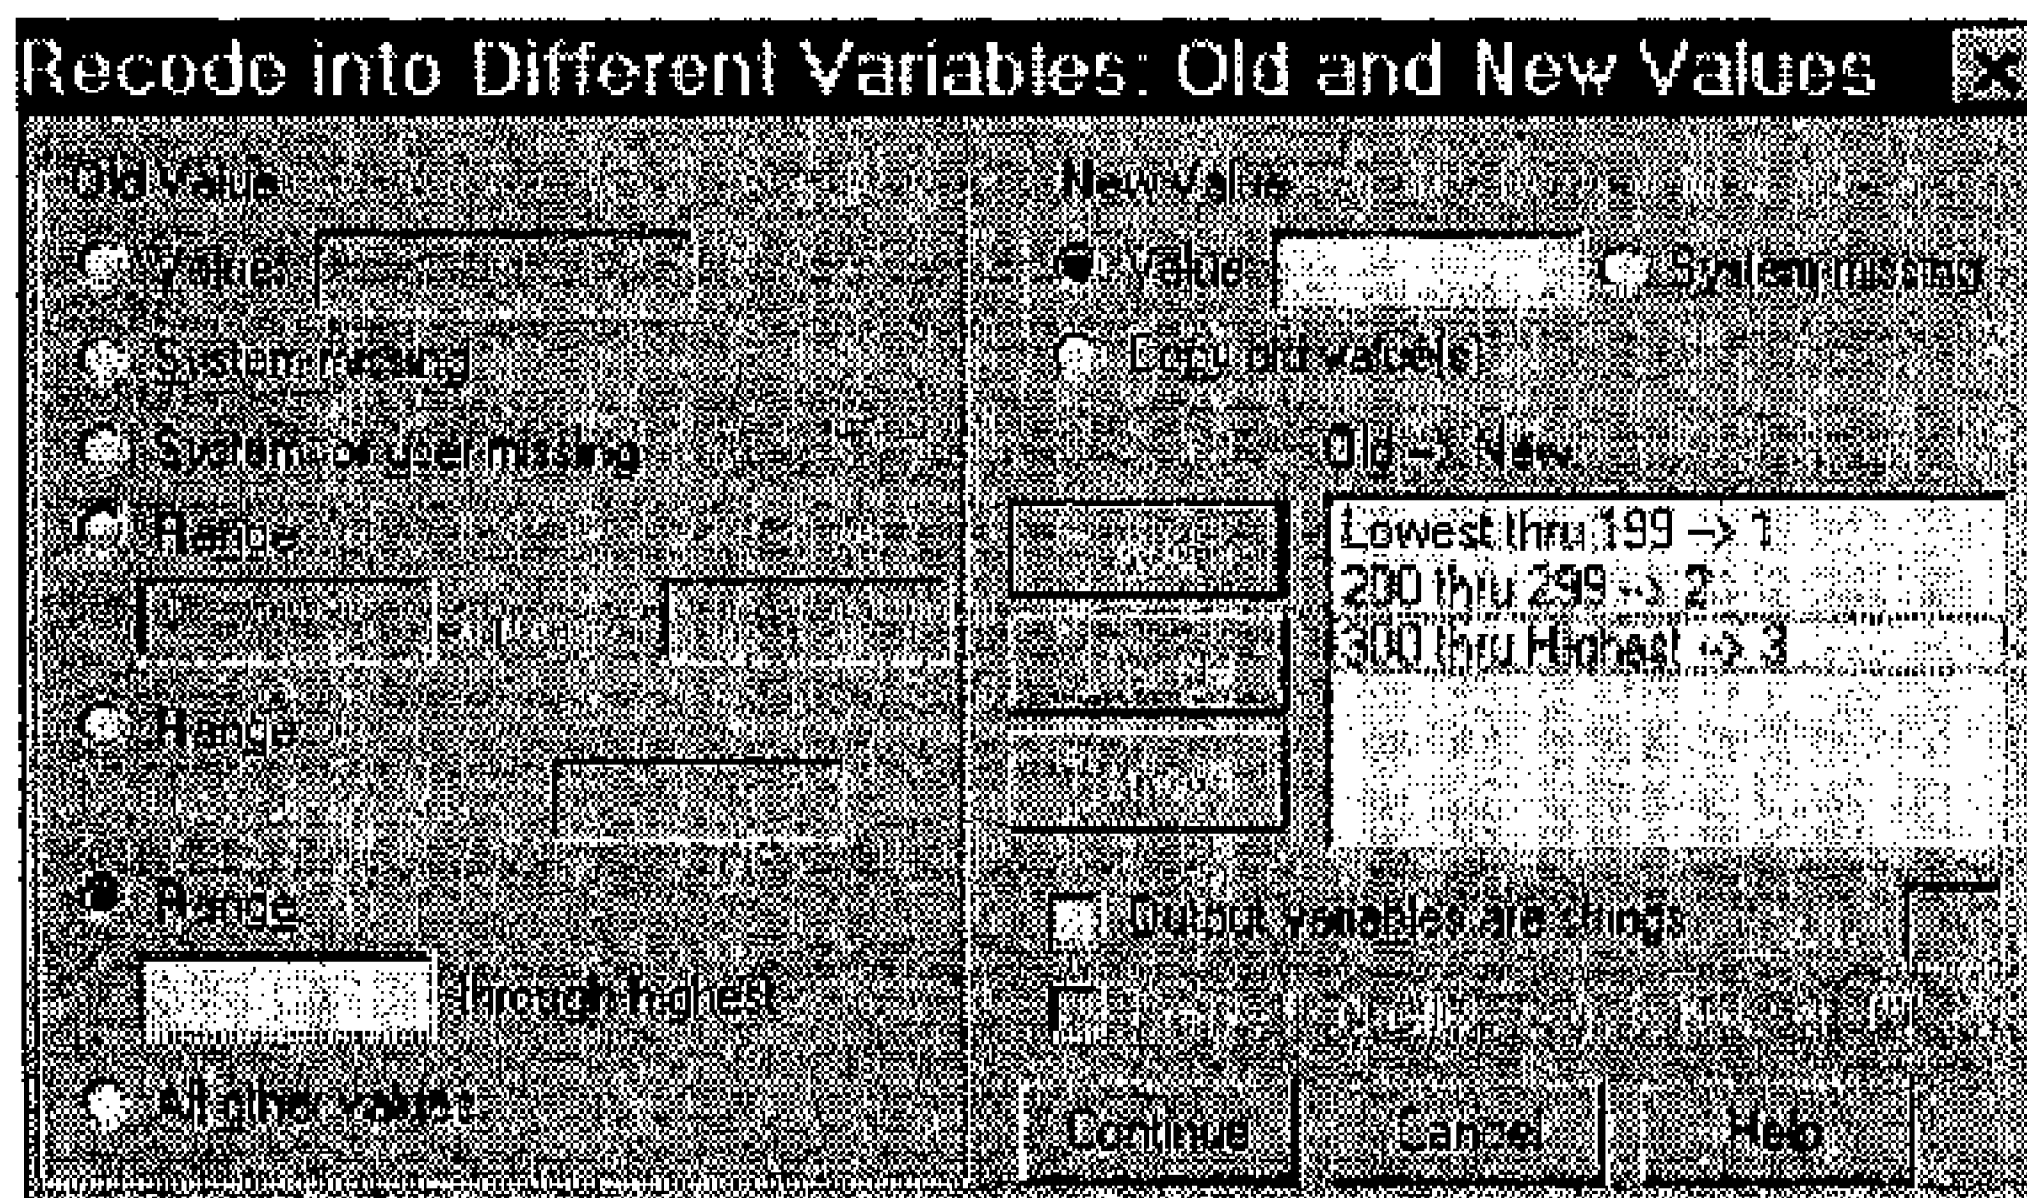 Recode into Different Variables: Old and New Values
Old Value
Value:
System-missing
System- or user-missing
Range
Range
Range
through highest
All other values
New Value
Value System-missing
Copy old value(s)
Old -> New
Lowest thru 199 -> 1
200 thru 299 -> 2
300 thru Highest -> 3
Output variables are strings
Continue Cancel Help